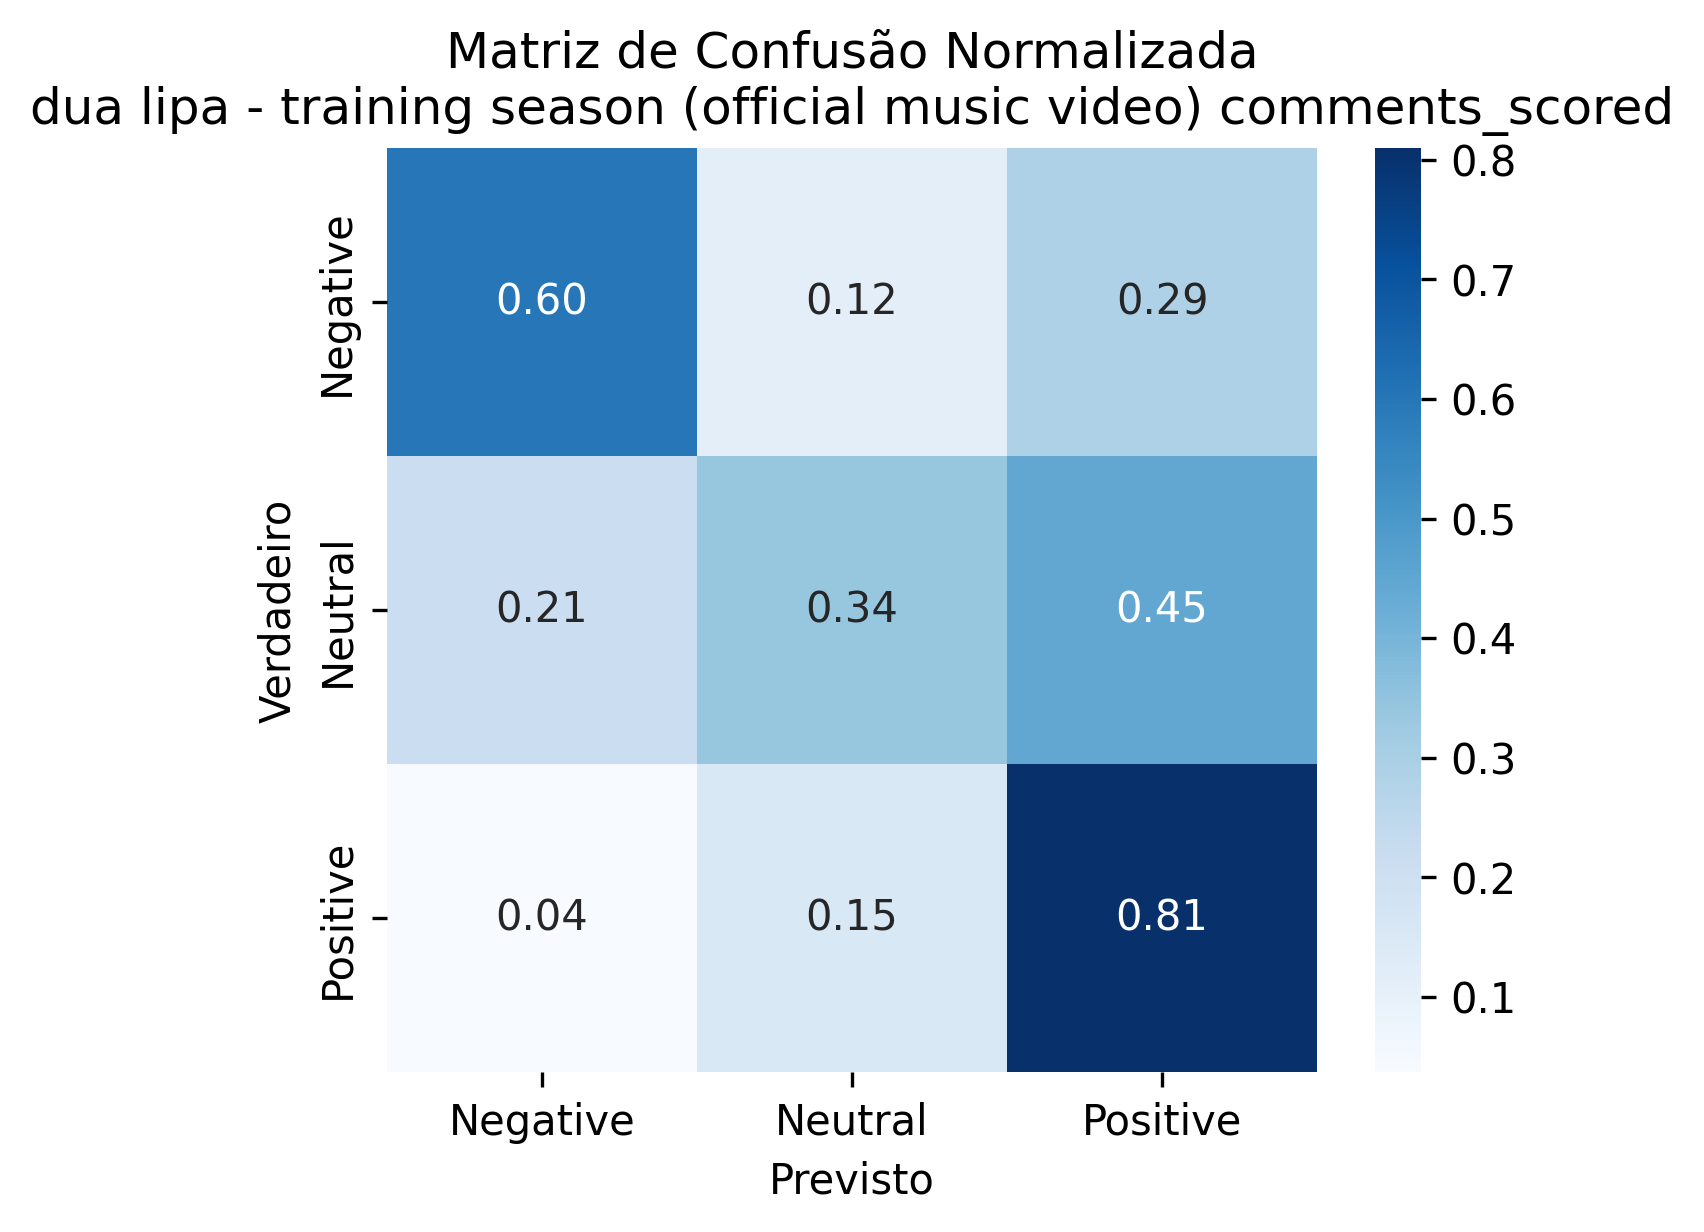 Matriz de Confusão Normalizada
dua lipa - training season (official music video) comments_scored
Verdadeiro
Negative
0.60
0.12
0.29
Neutral
0.21
0.34
0.45
Positive
0.04
0.15
0.81
Negative
Neutral
Positive
Previsto
0.8
0.7
0.6
0.5
0.4
0.3
0.2
0.1